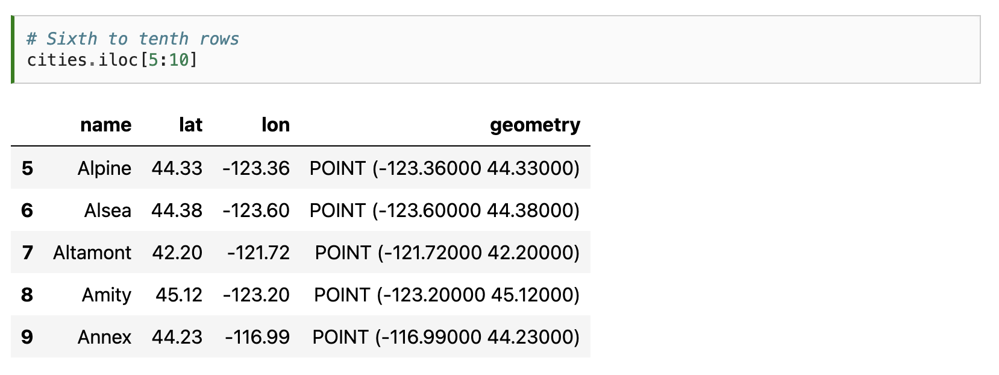 # Sixth to tenth rows
cities.iloc[5:10]
name lat lon geometry
5 Alpine 44.33 -123.36 POINT (-123.36000 44.33000)
6 Alsea 44.38 -123.60 POINT (-123.60000 44.38000)
7 Altamont 42.20 -121.72 POINT (-121.72000 42.20000)
8 Amity 45.12 -123.20 POINT (-123.20000 45.12000)
9 Annex 44.23 -116.99 POINT (-116.99000 44.23000)